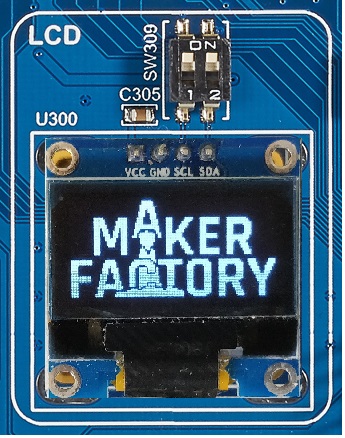 LCD
SW309
ON
1 2
C305
U300
VCC GND SCL SDA
MAKER
FACTORY